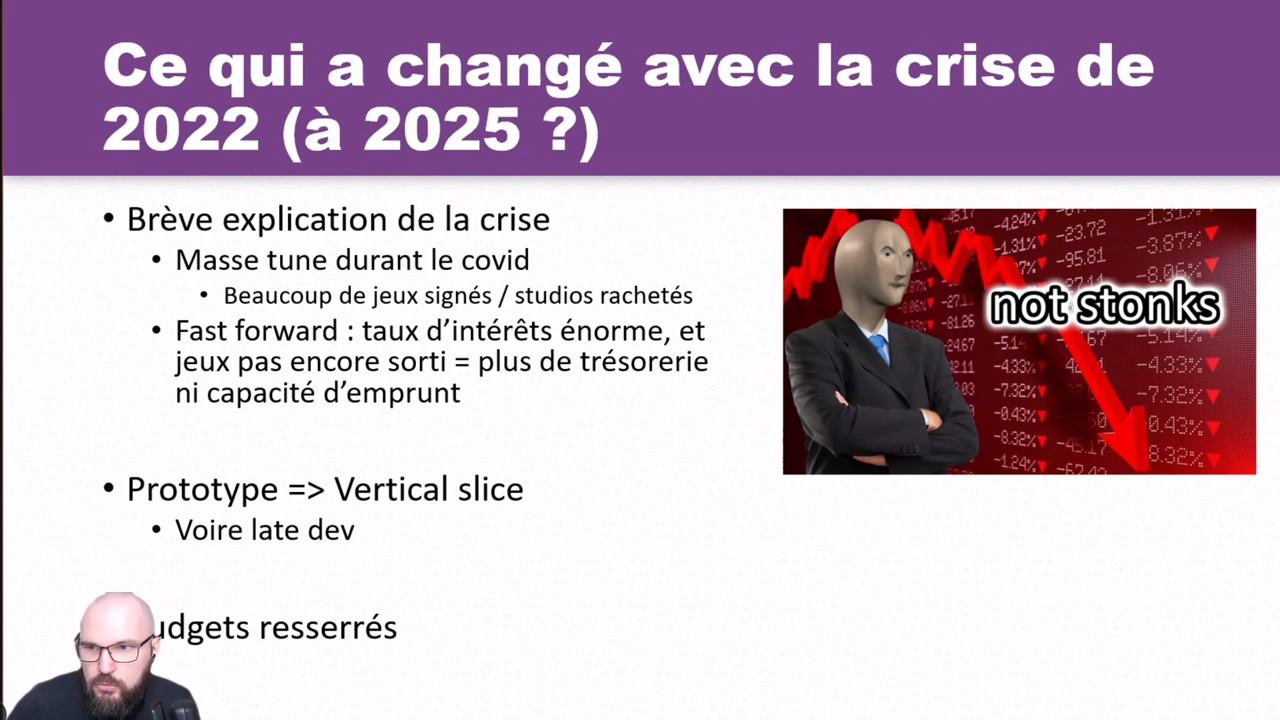 Ce qui a changé avec la crise de
2022 (à 2025 ?)
• Brève explication de la crise
• Masse tune durant le covid
• Beaucoup de jeux signés / studios rachetés
• Fast forward : taux d’intérêts énorme, et
jeux pas encore sorti = plus de trésorerie
ni capacité d’emprunt
not stonks
• Prototype => Vertical slice
• Voire late dev
udgets resserrés